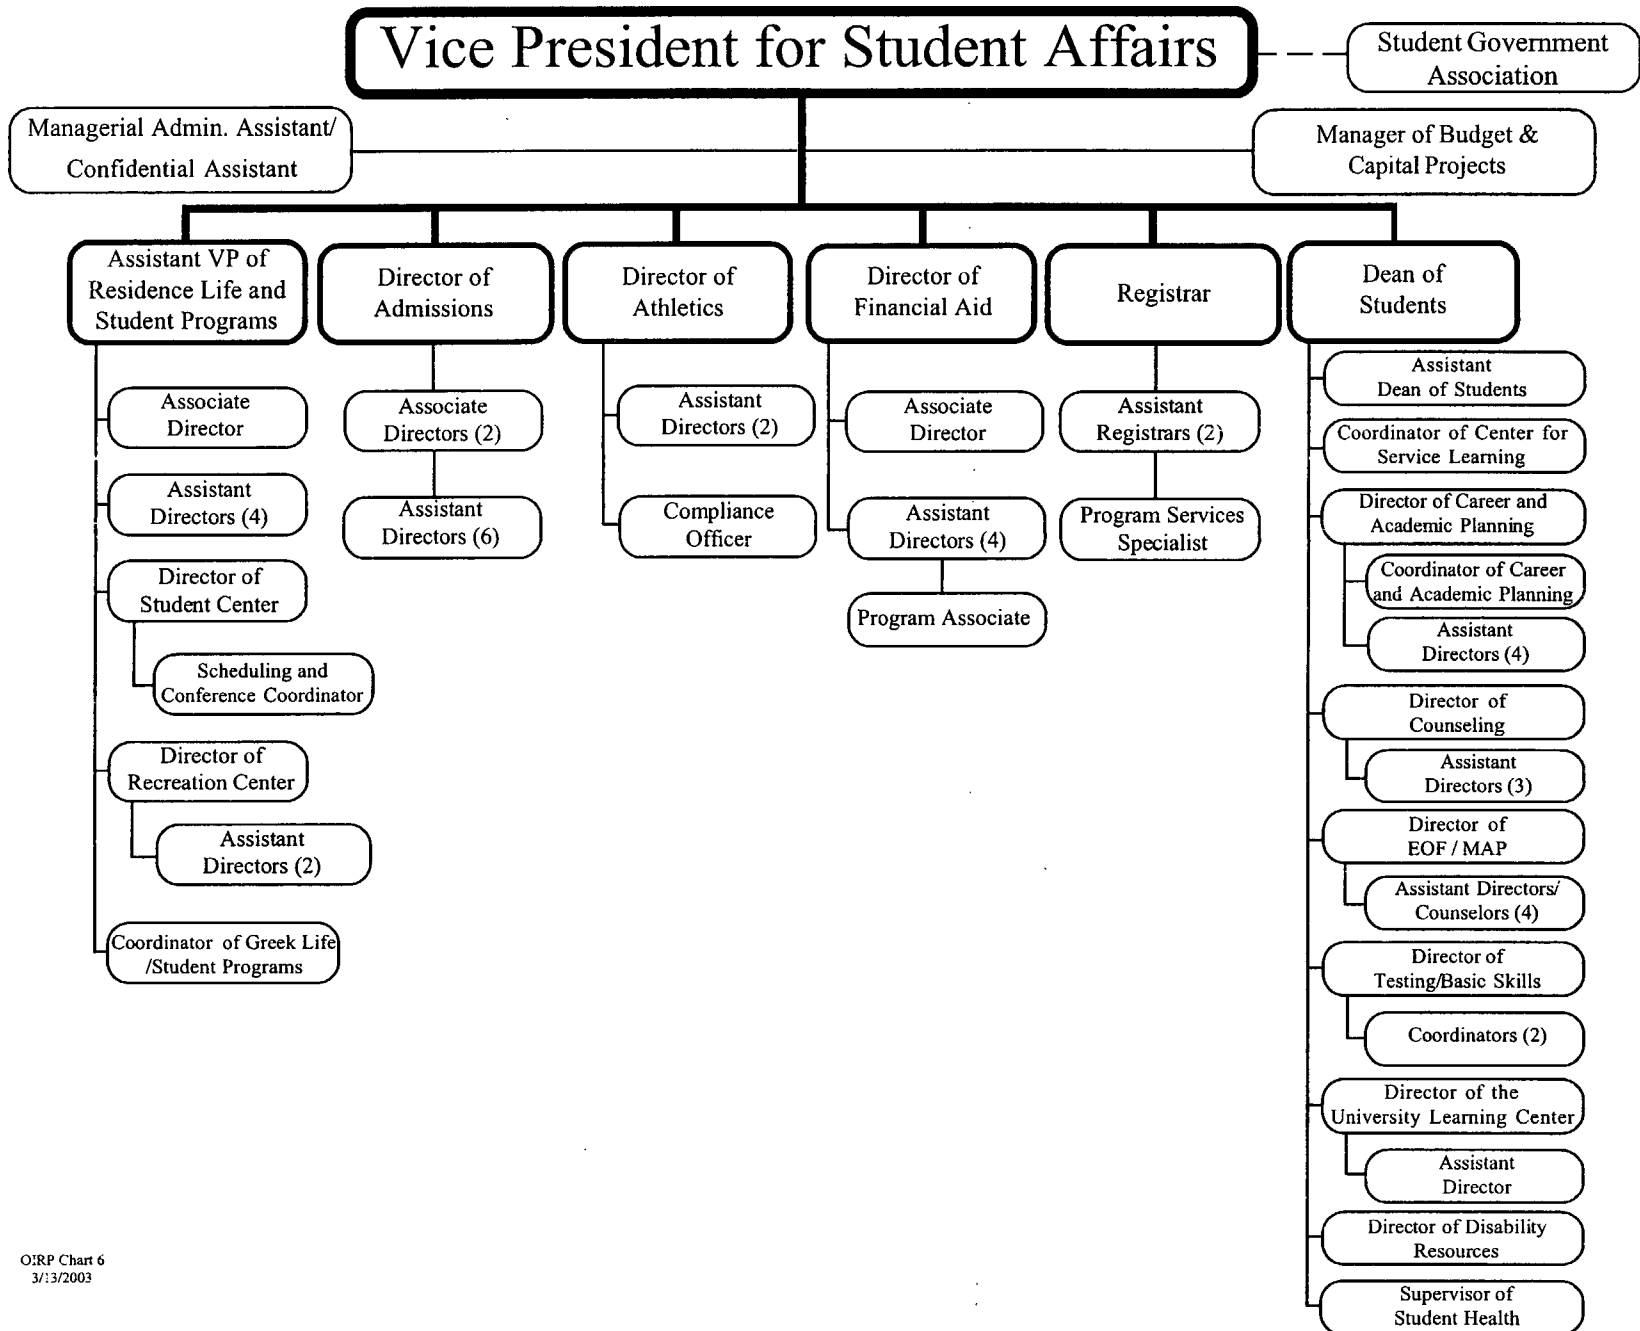 Vice President for Student Affairs
Student Government
Association
Managerial Admin. Assistant/
Confidential Assistant
Manager of Budget &
Capital Projects
Assistant VP of
Residence Life and
Student Programs
Associate
Director
Assistant
Directors (4)
Director of
Student Center
Scheduling and
Conference Coordinator
Director of
Recreation Center
Assistant
Directors (2)
Coordinator of Greek Life
/Student Programs
Director of
Admissions
Associate
Directors (2)
Assistant
Directors (6)
Director of
Athletics
Assistant
Directors (2)
Compliance
Officer
Director of
Financial Aid
Associate
Director
Assistant
Directors (4)
Program Associate
Registrar
Assistant
Registrars (2)
Program Services
Specialist
Dean of
Students
Assistant
Dean of Students
Coordinator of Center for
Service Learning
Director of Career and
Academic Planning
Coordinator of Career
and Academic Planning
Assistant
Directors (4)
Director of
Counseling
Assistant
Directors (3)
Director of
EOF / MAP
Assistant Directors/
Counselors (4)
Director of
Testing/Basic Skills
Coordinators (2)
Director of the
University Learning Center
Assistant
Director
Director of Disability
Resources
Supervisor of
Student Health
OIRP Chart 6
3/13/2003